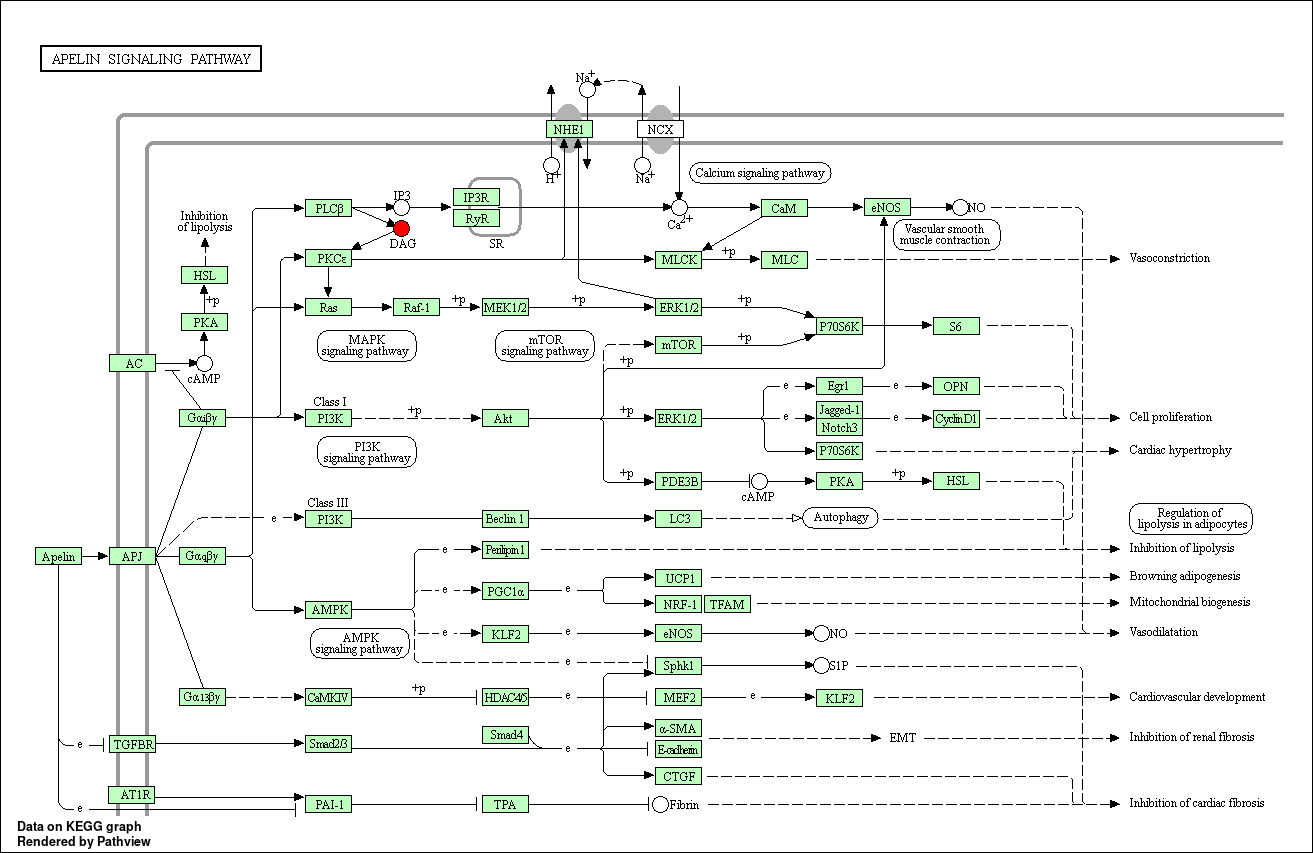 APELIN SIGNALING PATHWAY
Na+
NHE1
NCX
H+
Na+
Calcium signaling pathway
Inhibition
of lipolysis
PLCβ
IP3
DAG
IP3R
RyR
SR
Ca2+
CaM
eNOS
NO
Vascular smooth
muscle contraction
HSL
+p
PKA
PKCε
MLCK
+p
MLC
Vasoconstriction
Ras
Raf-1
+p
MEK1/2
+p
ERK1/2
+p
P70S6K
S6
MAPK
signaling pathway
mTOR
signaling pathway
mTOR
+p
+p
AC
cAMP
Gαiβγ
Class I
PI3K
+p
Akt
+p
ERK1/2
e
Egr1
e
OPN
e
Jagged-1
Notch3
e
CyclinD1
Cell proliferation
P70S6K
Cardiac hypertrophy
PI3K
signaling pathway
+p
PDE3B
cAMP
PKA
+p
HSL
Class III
e
PI3K
Beclin 1
LC3
Autophagy
Regulation of
lipolysis in adipocytes
Apelin
APJ
Gαqβγ
e
Perilipin1
Inhibition of lipolysis
e
PGC1α
e
UCP1
Browning adipogenesis
AMPK
NRF-1
TFAM
Mitochondrial biogenesis
AMPK
signaling pathway
e
KLF2
e
eNOS
NO
Vasodilatation
e
Sphk1
S1P
Gα13βγ
CaMKIV
+p
HDAC4/5
e
MEF2
e
KLF2
Cardiovascular development
e
TGFBR
Smad2/3
Smad4
e
α-SMA
E-cadherin
EMT
Inhibition of renal fibrosis
CTGF
AT1R
e
PAI-1
TPA
Fibrin
Inhibition of cardiac fibrosis
Data on KEGG graph
Rendered by Pathview